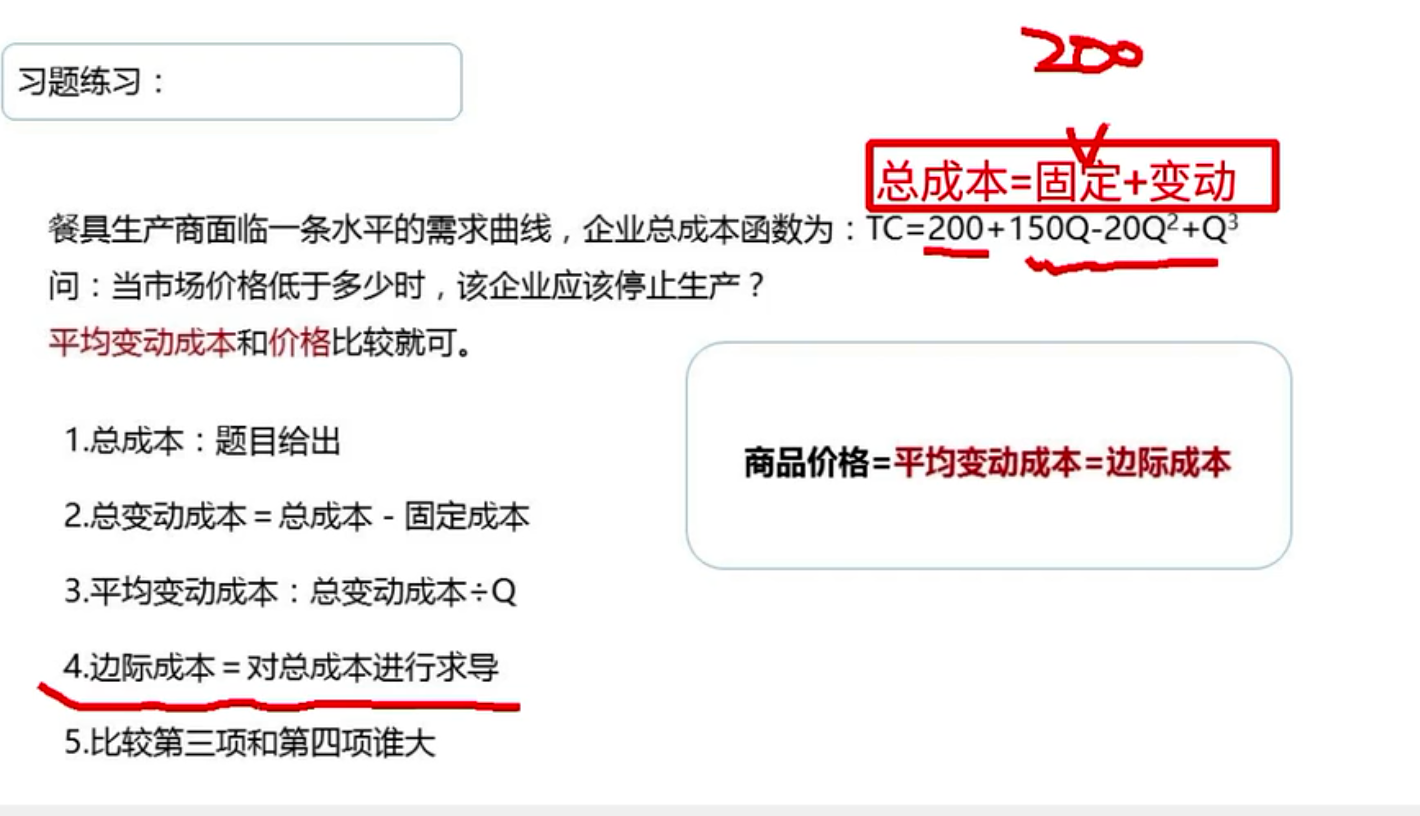 200
习题练习：
总成本=固定+变动
餐具生产商面临一条水平的需求曲线，企业总成本函数为：TC=200+150Q-20Q²+Q³
问：当市场价格低于多少时，该企业应该停止生产？
平均变动成本和价格比较就可。
1.总成本：题目给出
商品价格=平均变动成本=边际成本
2.总变动成本=总成本-固定成本
3.平均变动成本：总变动成本÷Q
4.边际成本=对总成本进行求导
5.比较第三项和第四项谁大